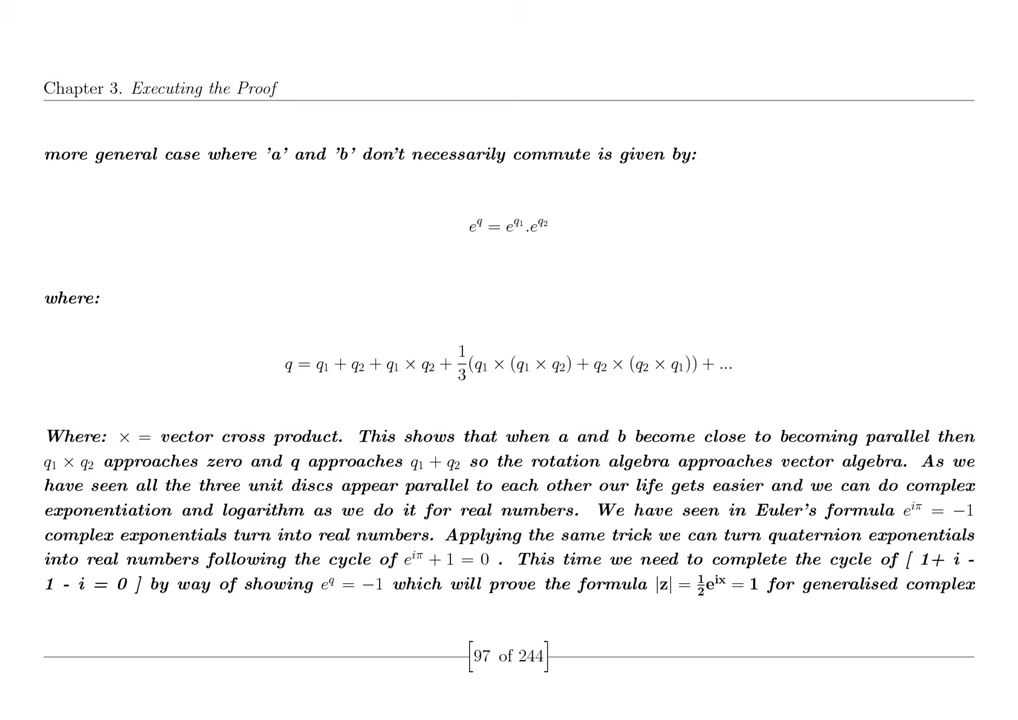 Chapter 3. Executing the Proof
more general case where 'a' and 'b' don't necessarily commute is given by:
e^q = e^{q_1}.e^{q_2}
where:
q = q_1 + q_2 + q_1 × q_2 + \frac{1}{3}(q_1 × (q_1 × q_2) + q_2 × (q_2 × q_1)) + ...
Where: × = vector cross product. This shows that when a and b become close to becoming parallel then
q_1 × q_2 approaches zero and q approaches q_1 + q_2 so the rotation algebra approaches vector algebra. As we
have seen all the three unit discs appear parallel to each other our life gets easier and we can do complex
exponentiation and logarithm as we do it for real numbers. We have seen in Euler's formula e^{iπ} = −1
complex exponentials turn into real numbers. Applying the same trick we can turn quaternion exponentials
into real numbers following the cycle of e^{iπ} + 1 = 0 . This time we need to complete the cycle of [ 1+ i -
1 - i = 0 ] by way of showing e^q = −1 which will prove the formula |z| = \frac{1}{2}e^{ix} = 1 for generalised complex
[97 of 244]